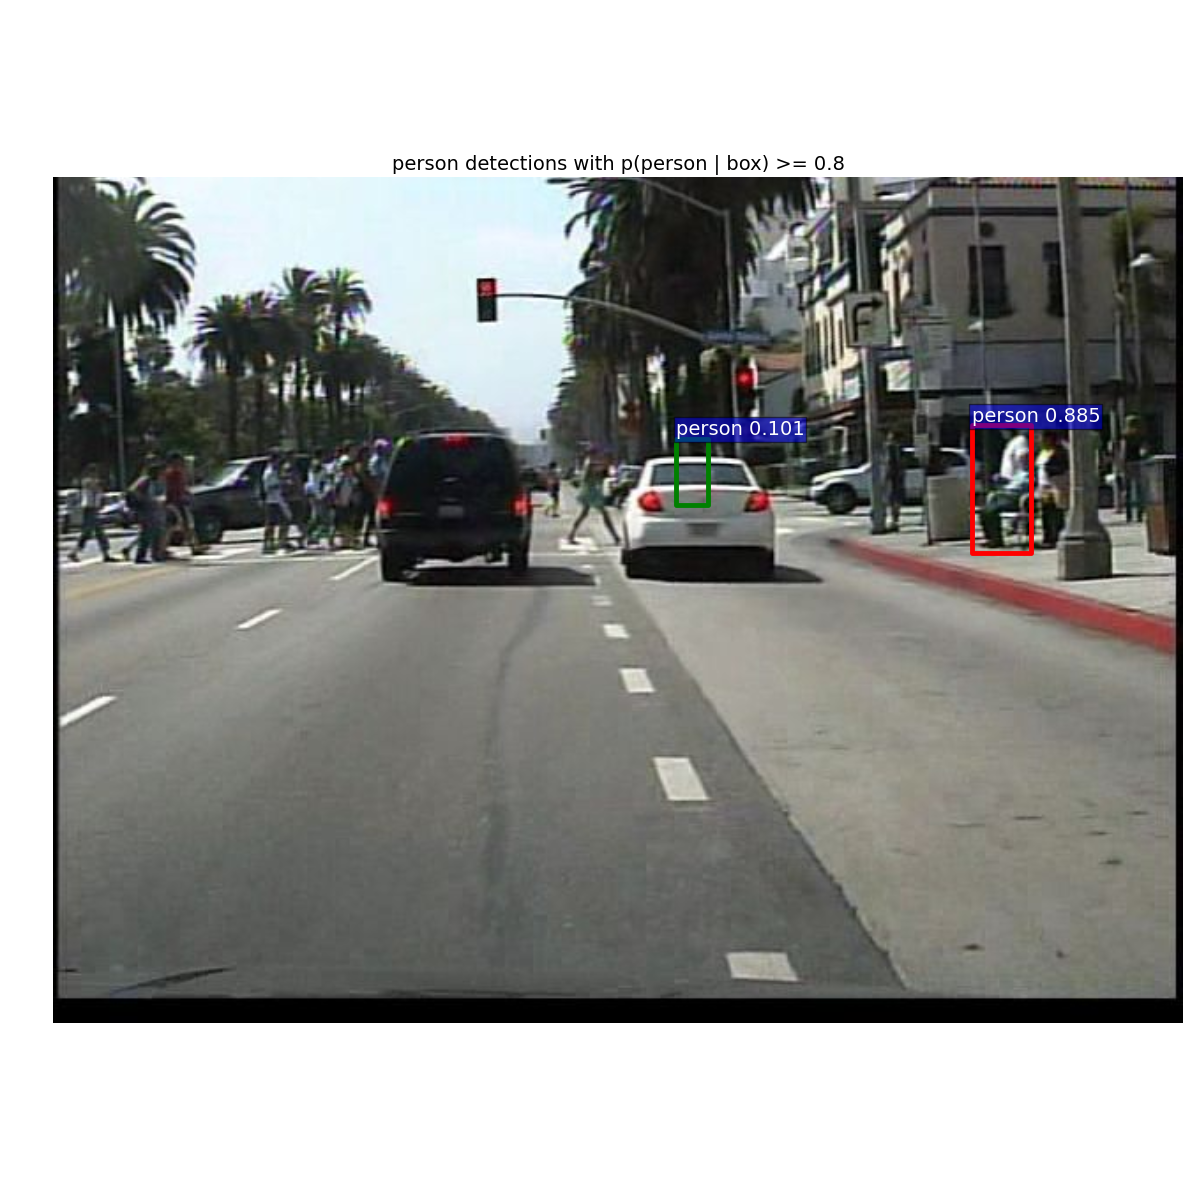 person detections with p(person | box) >= 0.8
person 0.101
person 0.885